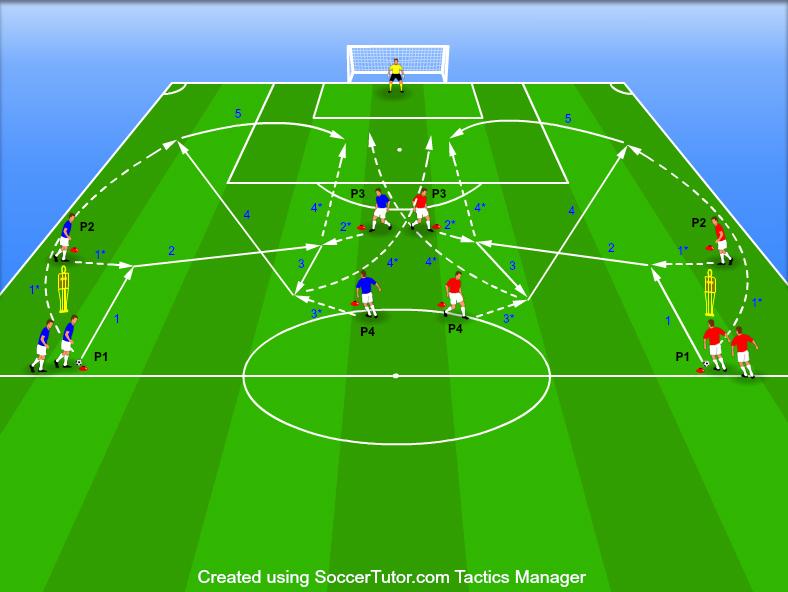 5 5
P3 P3
4* 4*
4 4
P2 P2
2* 2*
1* 2 2 1*
3 4* 4* 3
1* 1*
3* 3*
1 P4 P4 1
P1 P1
Created using SoccerTutor.com Tactics Manager